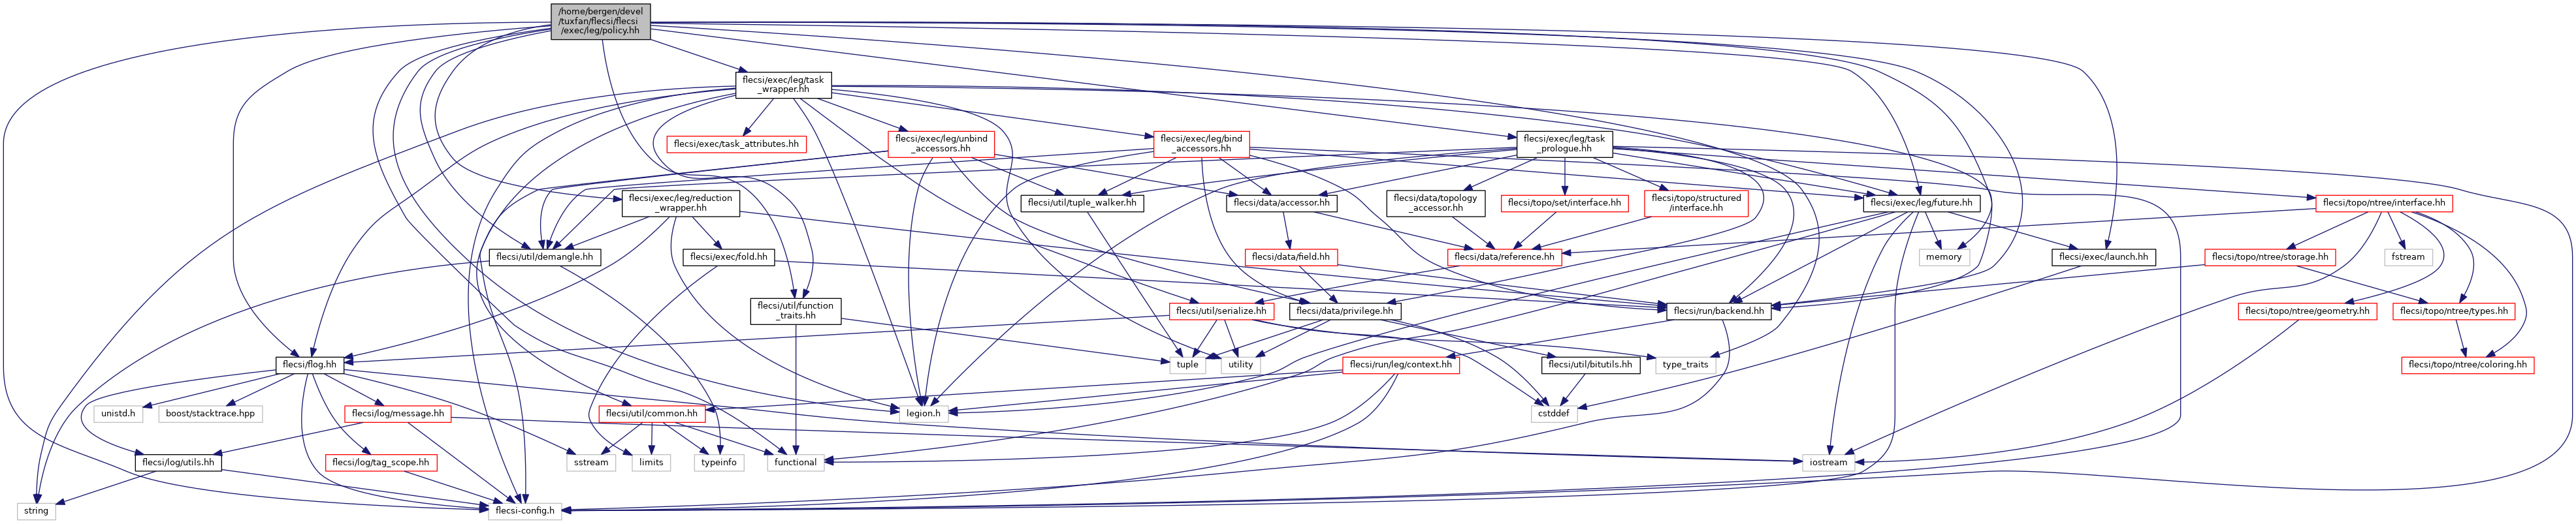 /home/bergen/devel
/tuxfan/flecsi/flecsi
/exec/leg/policy.hh
flecsi/exec/leg/task
_wrapper.hh
flecsi/exec/task_attributes.hh
flecsi/exec/leg/unbind
_accessors.hh
flecsi/exec/leg/bind
_accessors.hh
flecsi/exec/leg/task
_prologue.hh
flecsi/exec/leg/reduction
_wrapper.hh
flecsi/util/tuple_walker.hh
flecsi/data/accessor.hh
flecsi/data/topology
_accessor.hh
flecsi/topo/set/interface.hh
flecsi/topo/structured
/interface.hh
flecsi/exec/leg/future.hh
flecsi/topo/ntree/interface.hh
flecsi/util/demangle.hh
flecsi/exec/fold.hh
flecsi/data/field.hh
flecsi/data/reference.hh
memory
flecsi/exec/launch.hh
flecsi/topo/ntree/storage.hh
fstream
flecsi/util/function
_traits.hh
flecsi/util/serialize.hh
flecsi/data/privilege.hh
flecsi/run/backend.hh
flecsi/topo/ntree/geometry.hh
flecsi/topo/ntree/types.hh
flecsi/flog.hh
tuple
utility
flecsi/run/leg/context.hh
flecsi/util/bitutils.hh
type_traits
flecsi/topo/ntree/coloring.hh
unistd.h
boost/stacktrace.hpp
flecsi/log/message.hh
flecsi/util/common.hh
legion.h
cstddef
flecsi/log/utils.hh
flecsi/log/tag_scope.hh
sstream
limits
typeinfo
functional
iostream
string
flecsi-config.h